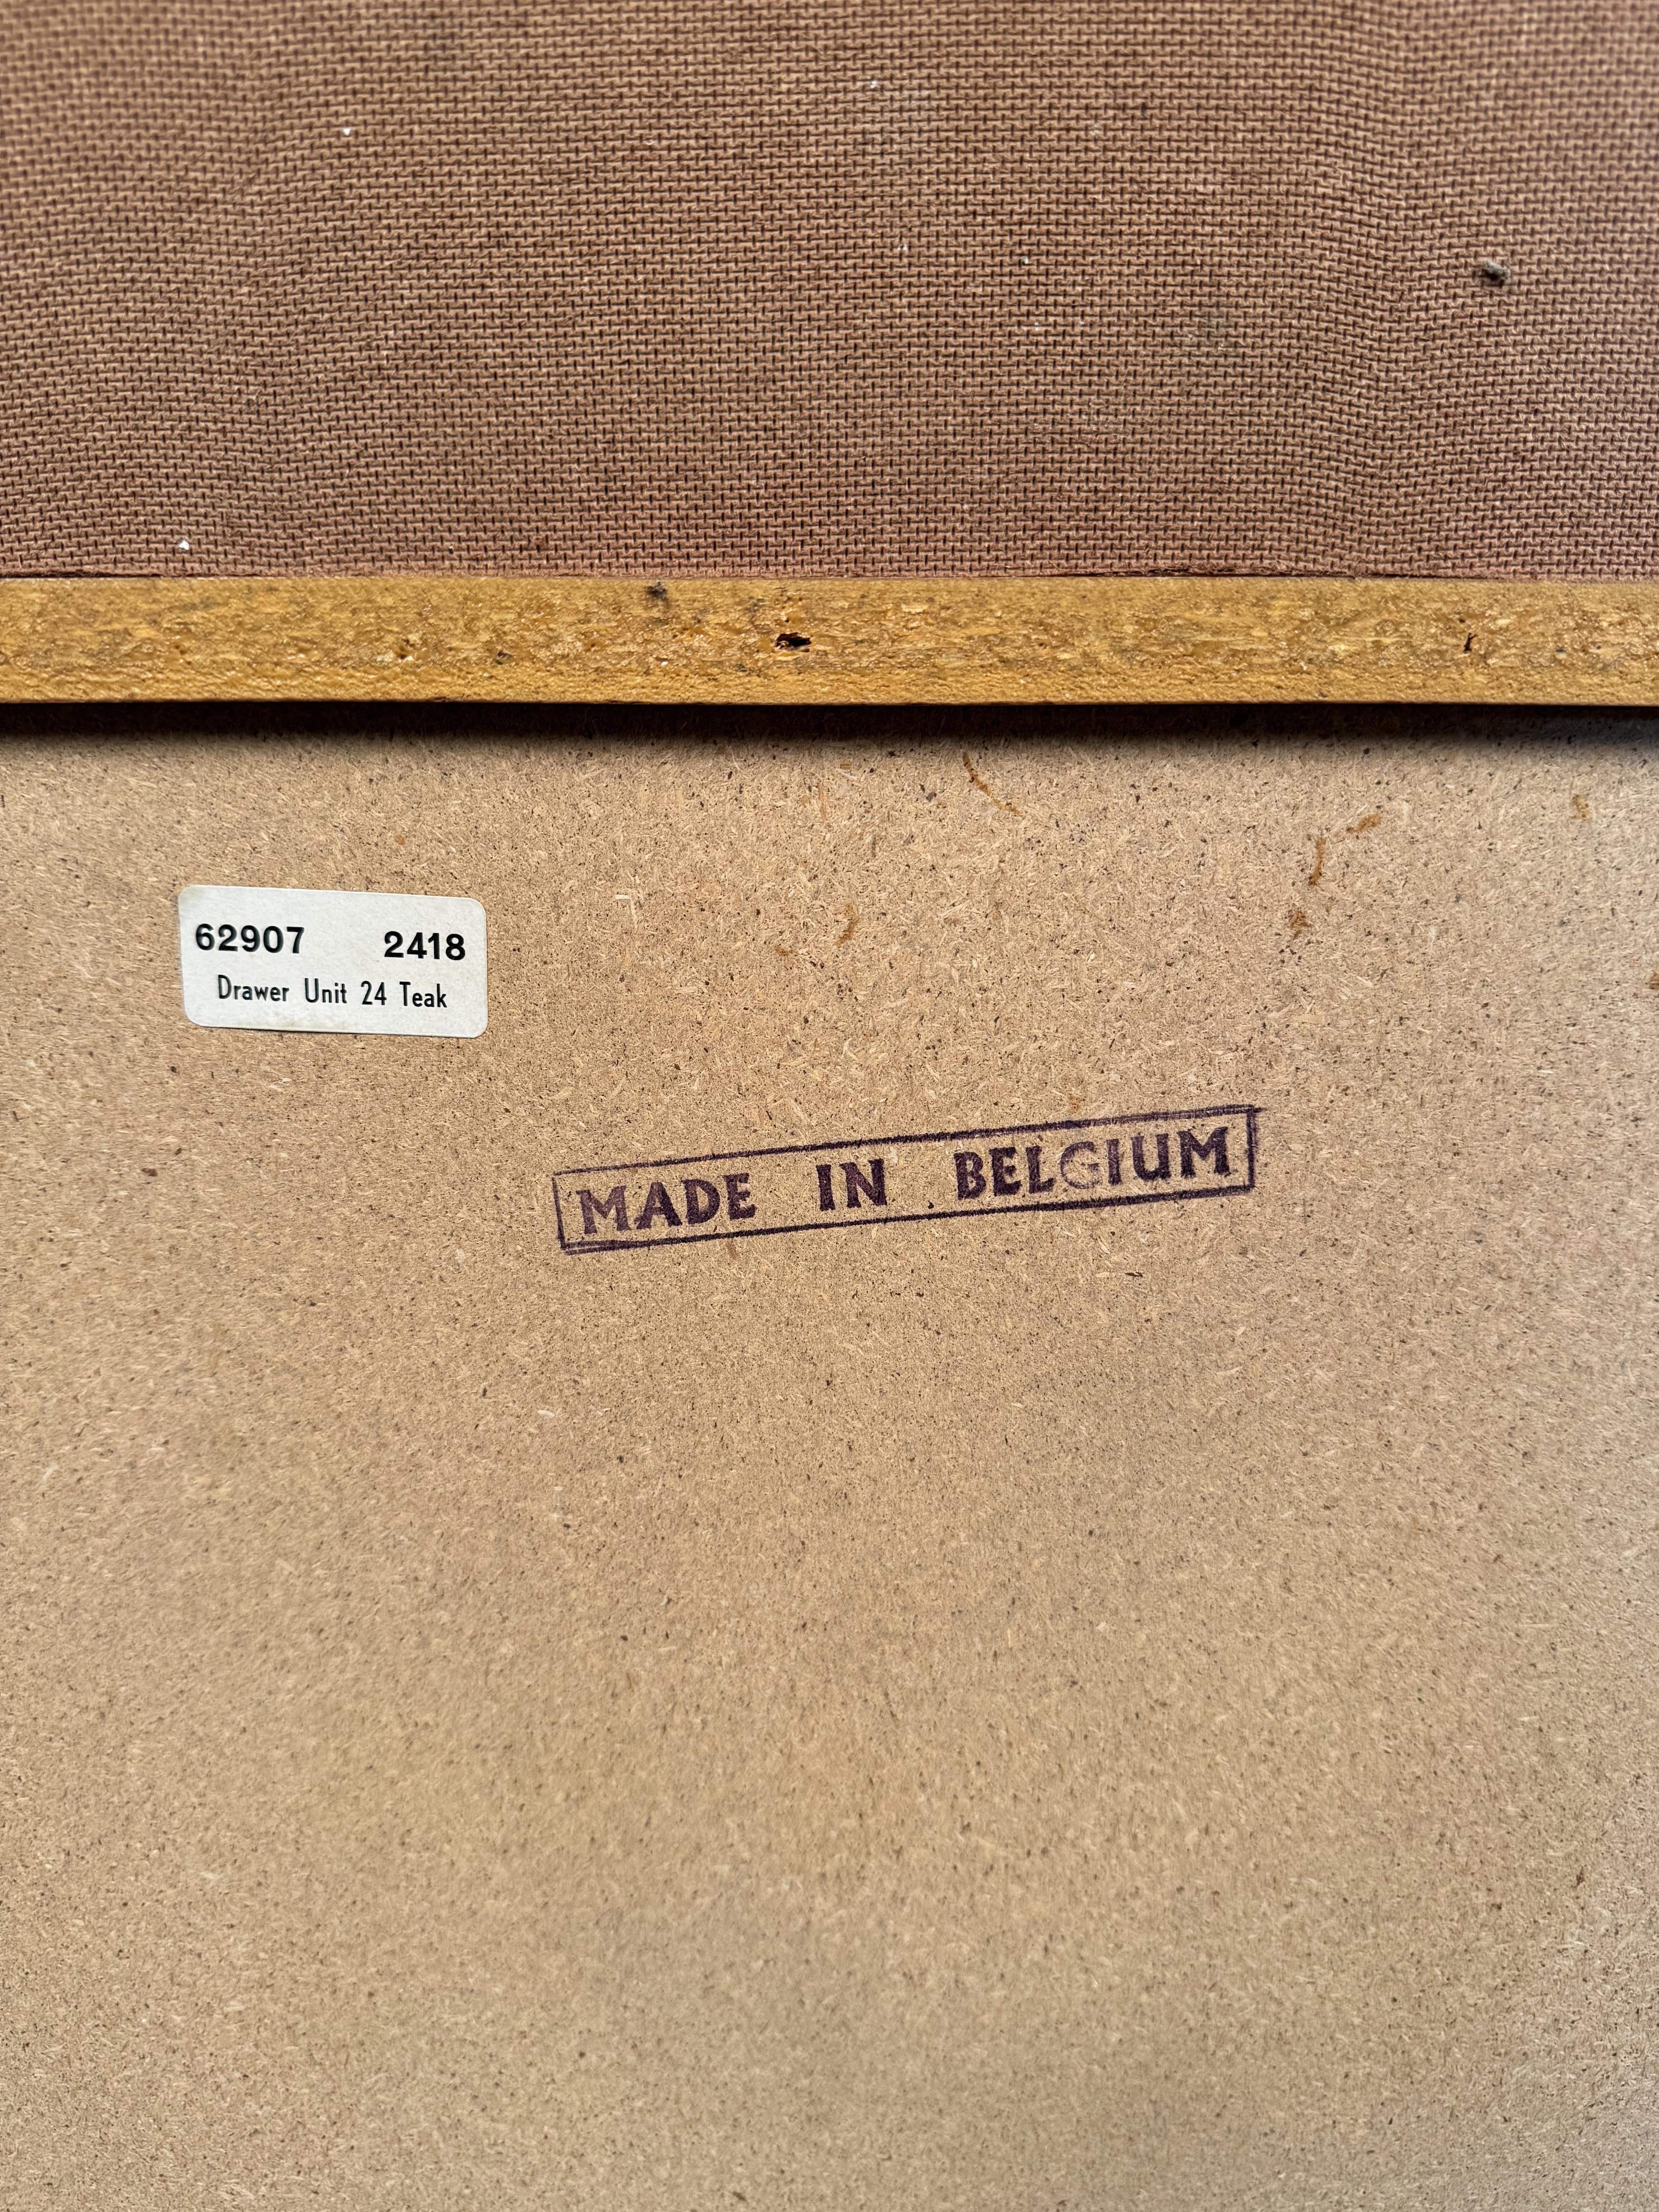 62907 2418
Drawer Unit 24 Teak
MADE IN BELGIUM